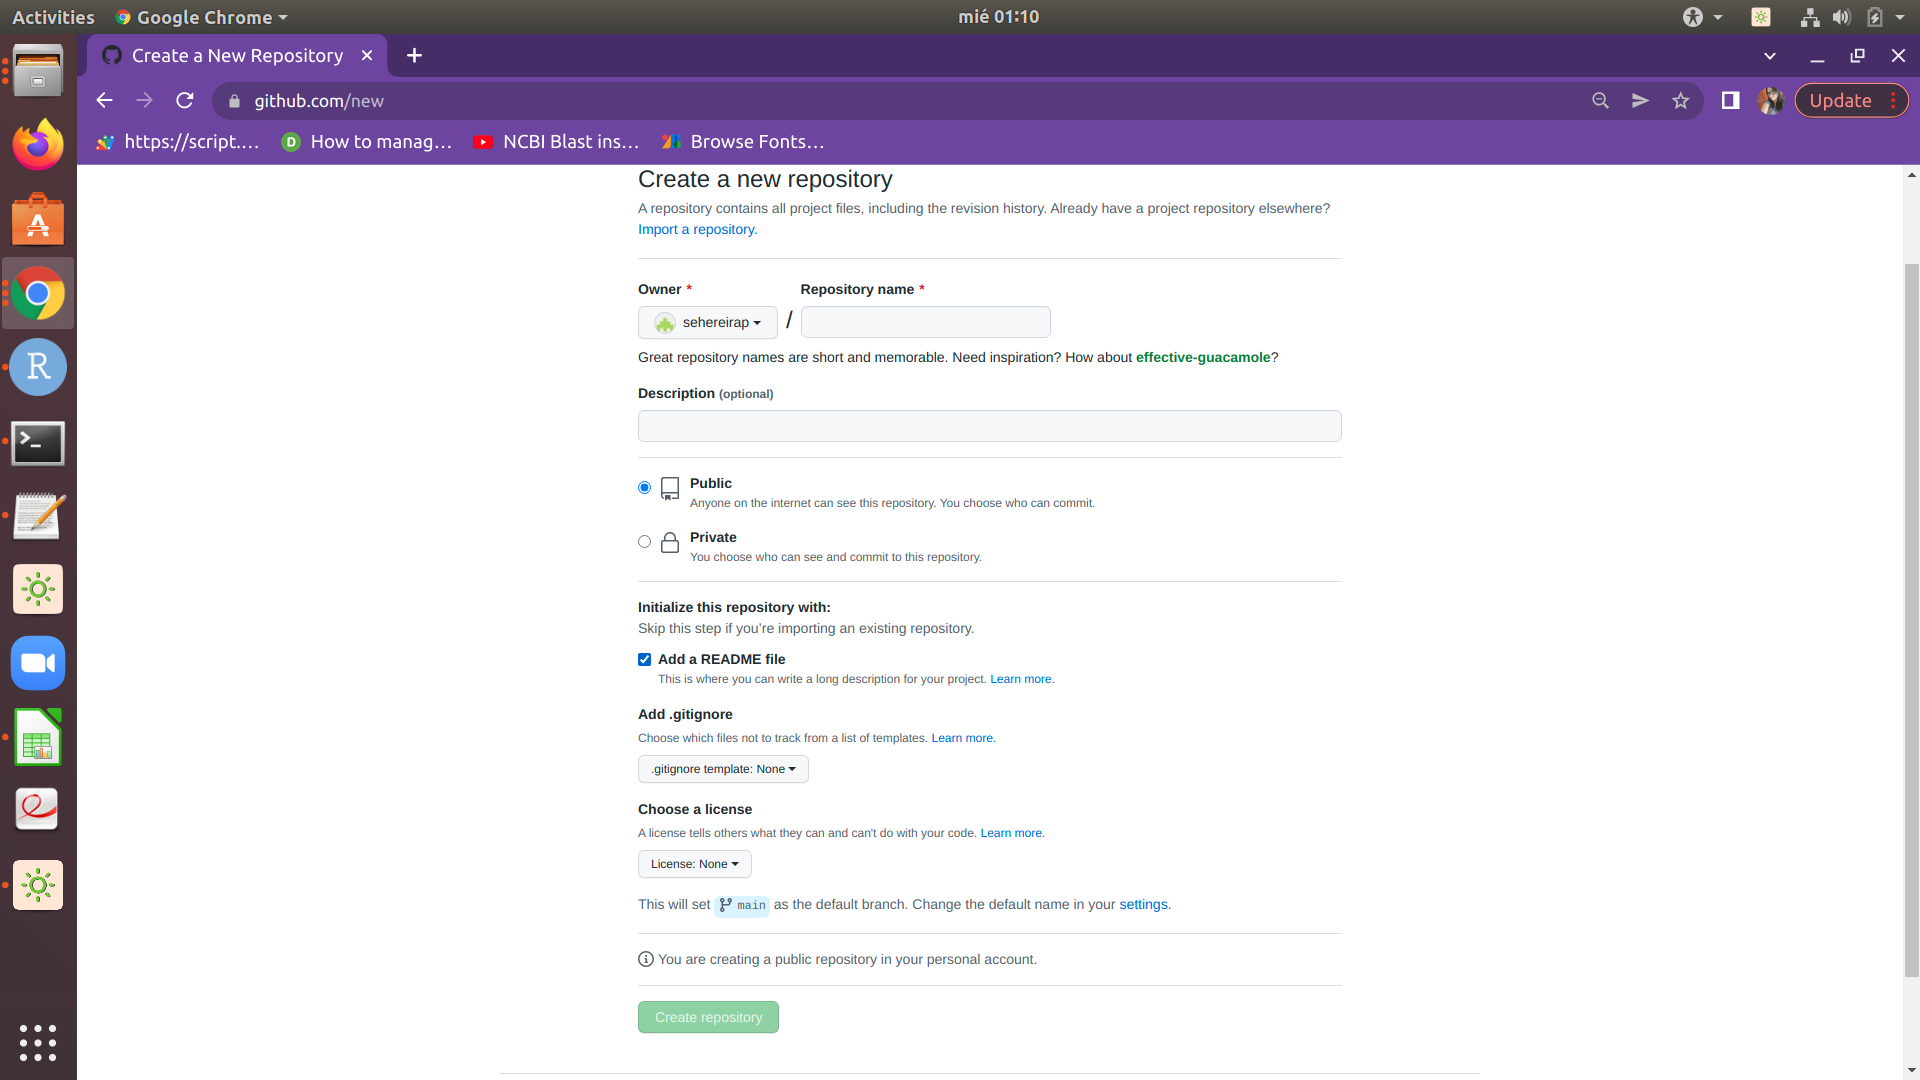 Activities
Google Chrome
mié 01:10
Create a New Repository
github.com/new
Update
https://script....
How to manag...
NCBI Blast ins...
Browse Fonts...
Create a new repository
A repository contains all project files, including the revision history. Already have a project repository elsewhere?
Import a repository.
Owner * Repository name *
sehereirap /
Great repository names are short and memorable. Need inspiration? How about effective-guacamole?
Description (optional)
Public
Anyone on the internet can see this repository. You choose who can commit.
Private
You choose who can see and commit to this repository.
Initialize this repository with:
Skip this step if you’re importing an existing repository.
Add a README file
This is where you can write a long description for your project. Learn more.
Add .gitignore
Choose which files not to track from a list of templates. Learn more.
.gitignore template: None
Choose a license
A license tells others what they can and can't do with your code. Learn more.
License: None
This will set main as the default branch. Change the default name in your settings.
You are creating a public repository in your personal account.
Create repository